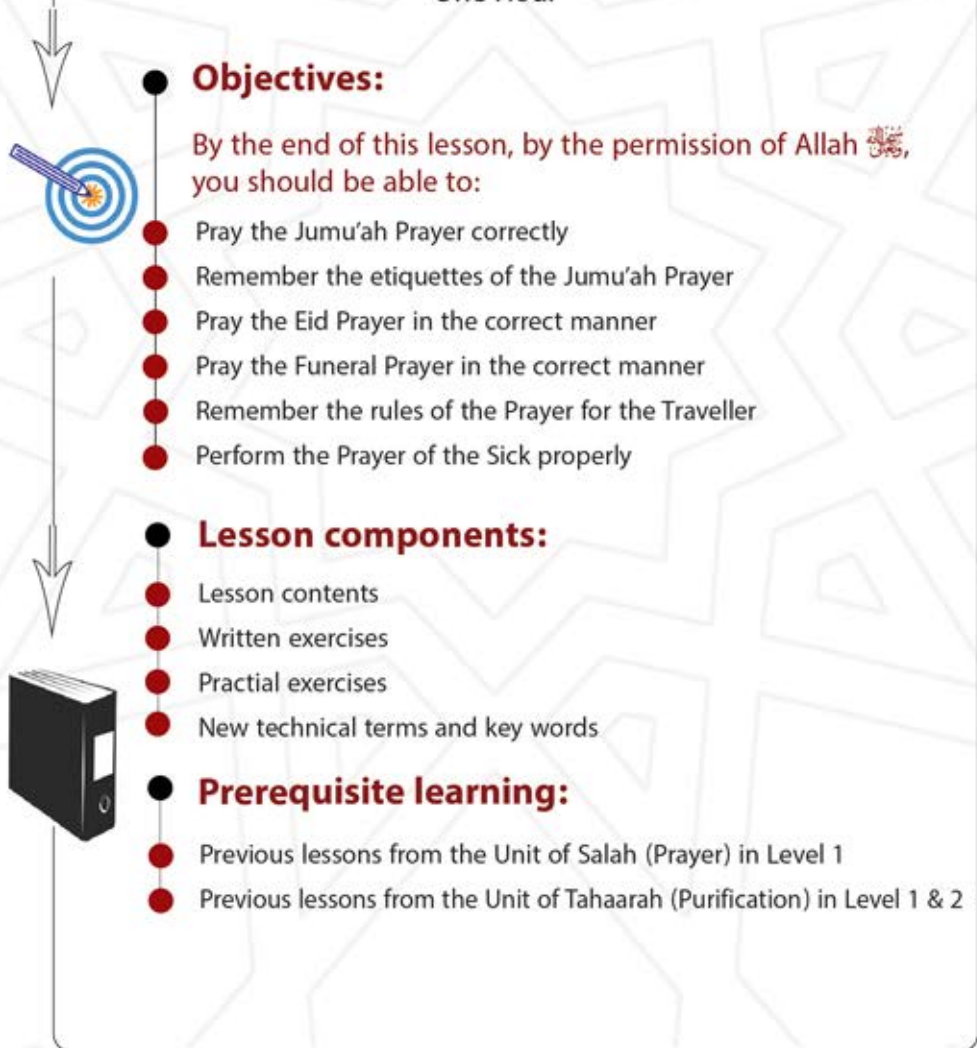 One Hour
Objectives:
By the end of this lesson, by the permission of Allah ,
you should be able to:
Pray the Jumu'ah Prayer correctly
Remember the etiquettes of the Jumu'ah Prayer
Pray the Eid Prayer in the correct manner
Pray the Funeral Prayer in the correct manner
Remember the rules of the Prayer for the Traveller
Perform the Prayer of the Sick properly
Lesson components:
Lesson contents
Written exercises
Practial exercises
New technical terms and key words
Prerequisite learning:
Previous lessons from the Unit of Salah (Prayer) in Level 1
Previous lessons from the Unit of Tahaarah (Purification) in Level 1 & 2